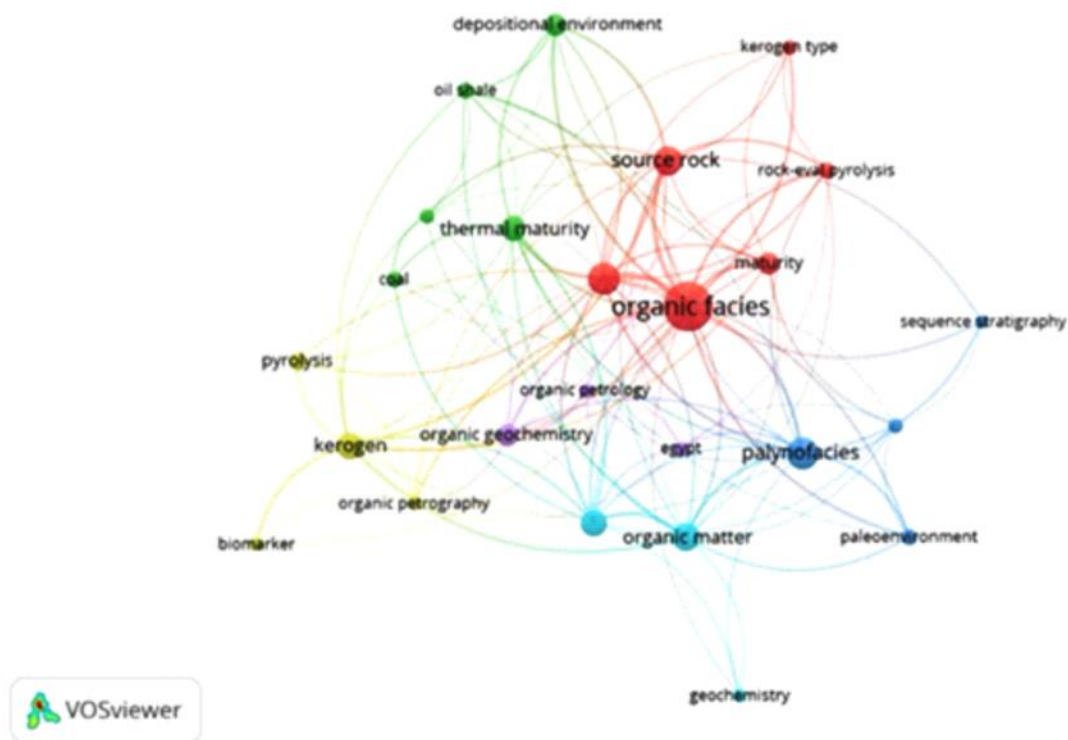 depositional environment
kerogen type
oil shale
source rock
rock-eval pyrolysis
thermal maturity
maturity
coal
organic facies
sequence stratigraphy
pyrolysis
organic petrology
organic geochemistry
kerogen
egypt
palynofacies
organic petrography
organic matter
paleoenvironment
biomarker
geochemistry
VOSviewer